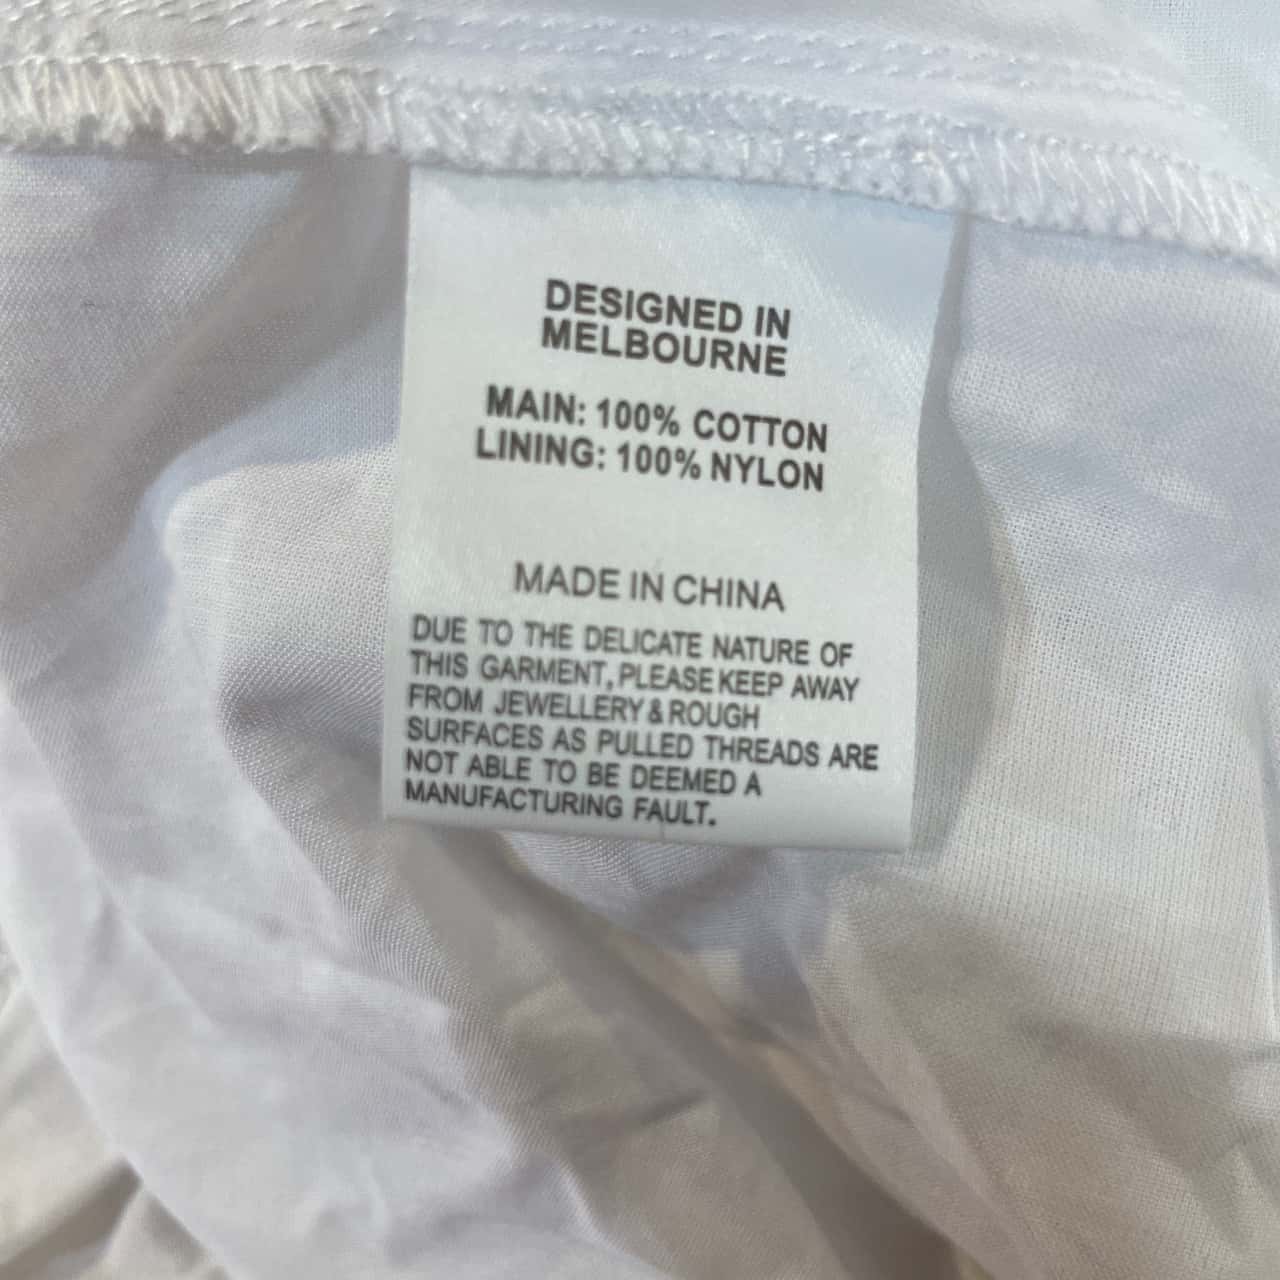 DESIGNED IN
MELBOURNE
MAIN: 100% COTTON
LINING: 100% NYLON
MADE IN CHINA
DUE TO THE DELICATE NATURE OF
THIS GARMENT, PLEASE KEEP AWAY
FROM JEWELLERY & ROUGH
SURFACES AS PULLED THREADS ARE
NOT ABLE TO BE DEEMED A
MANUFACTURING FAULT.